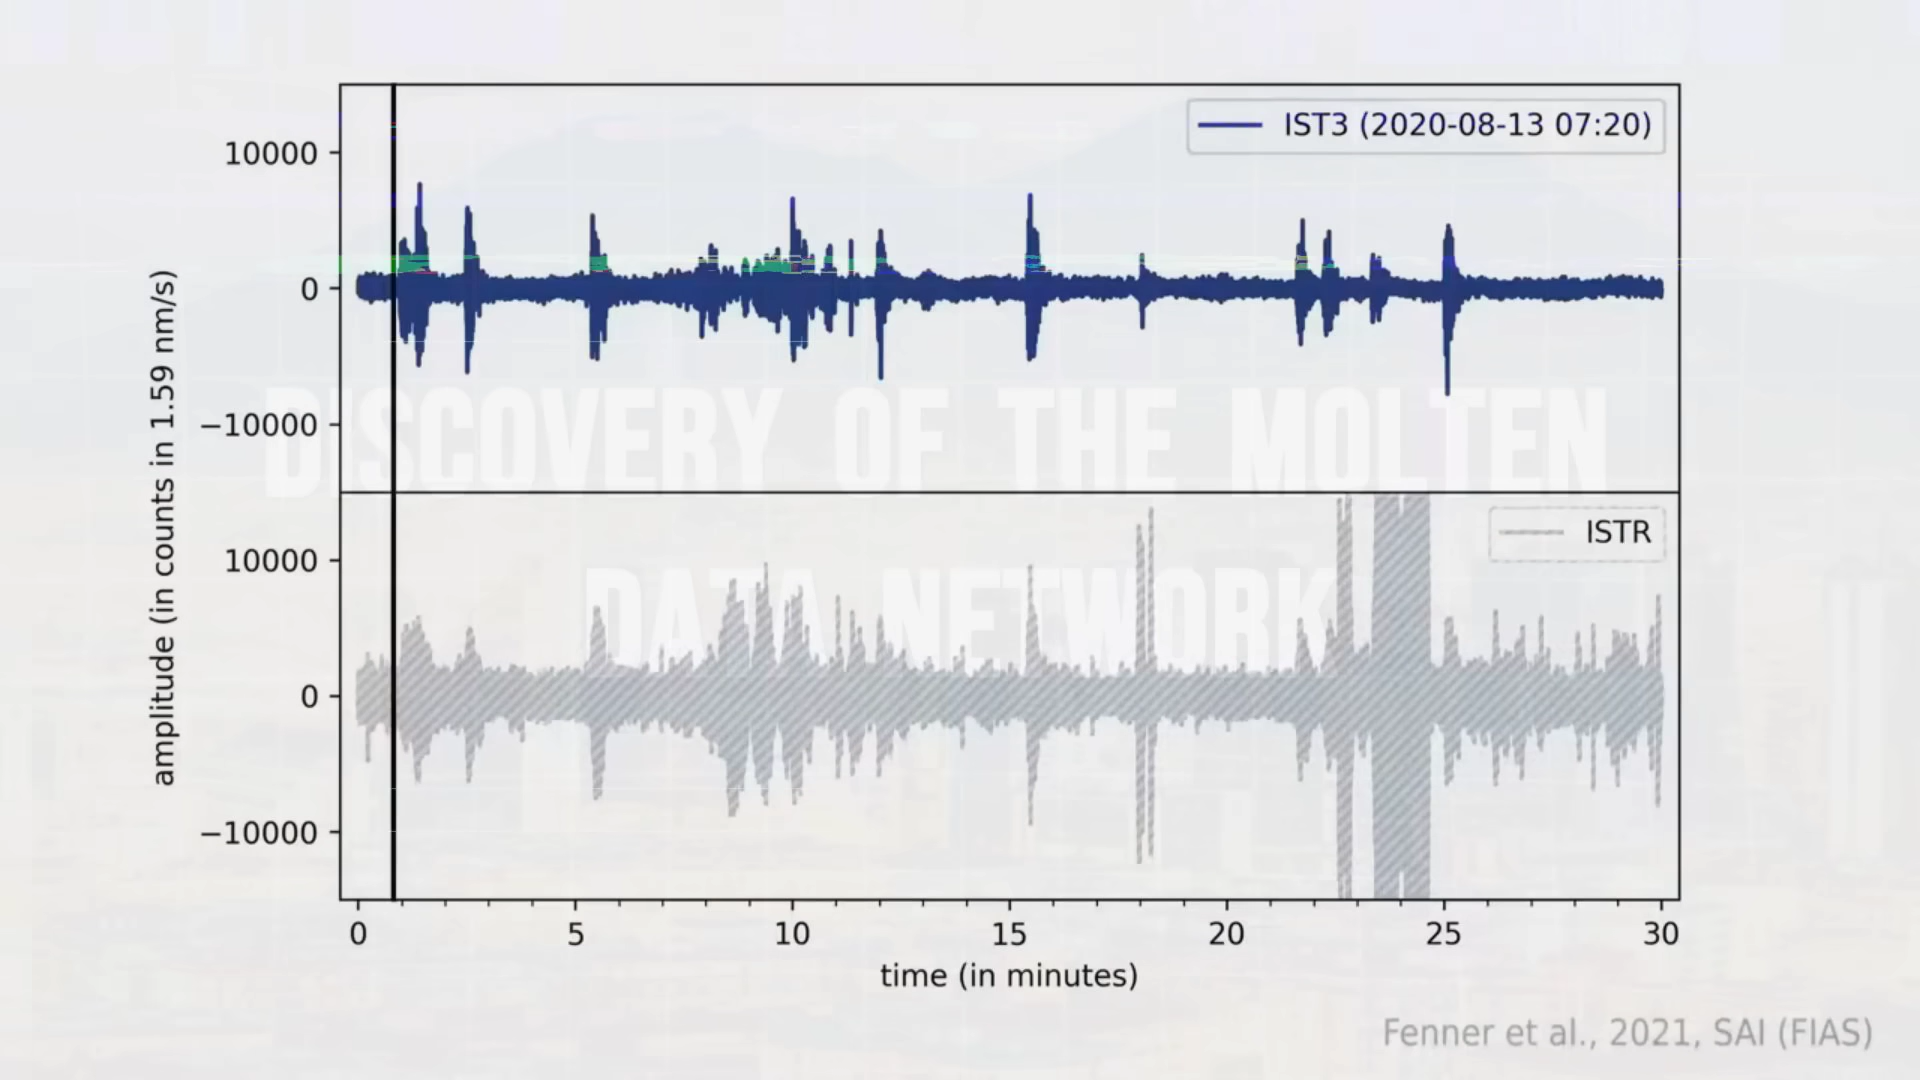 IST3 (2020-08-13 07:20)
10000
0
−10000
DISCOVERY OF THE MOLTEN
ISTR
10000
DATA NETWORK
0
−10000
amplitude (in counts in 1.59 nm/s)
0 5 10 15 20 25 30
time (in minutes)
Fenner et al., 2021, SAI (FIAS)